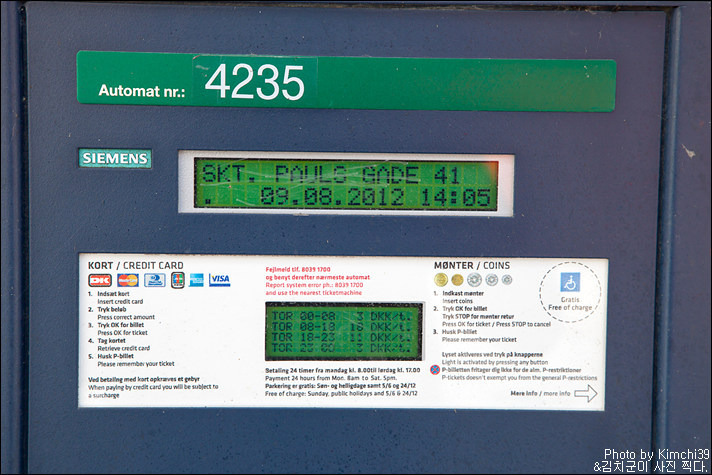 Automat nr.: 4235
SIEMENS
SKT. PAULS GADE 41
. 09.08.2012 14:05
KORT / CREDIT CARD
DK MasterCard VISA
1. Indsæt kort
Insert credit card
2. Tryk beløb
Press correct amount
3. Tryk OK for billet
Press OK for ticket
4. Tag kortet
Retrieve credit card
5. Husk P-billet
Please remember your ticket
Ved betaling med kort opkræves et gebyr
When paying by credit card you will be subject to
a surcharge
Fejlmeld tlf. 8039 1700
og benyt derefter nærmeste automat
Report system error ph.: 8039 1700
and use the nearest ticketmachine
TOR 00-08 3 DKK/t.
TOR 08-18 DKK/t.
TOR 18-23 DKK/t.
TOR 23-00 3 DKK/t.
Betaling 24 timer fra mandag kl. 8.00 til lørdag kl. 17.00
Payment 24 hours from Mon. 8am to Sat. 5pm.
Parkering er gratis: Søn- og helligdage samt 5/6 og 24/12
Free of charge: Sunday, public holidays and 5/6 & 24/12
MØNTER / COINS
1. Indkast mønter
Insert coins
2. Tryk OK for billet
Tryk STOP for mønter retur
Press OK for ticket / Press STOP to cancel
3. Husk P-billet
Please remember your ticket
Gratis
Free of charge
Lyset aktiveres ved tryk på knapperne
Light is activated by pressing any button
P-billetten fritager dig ikke for de alm. P-restriktioner
P-tickets doesn't exempt you from the general P-restrictions
Mere info / more info
Photo by Kimchi39
&김치군이 사진 찍다.